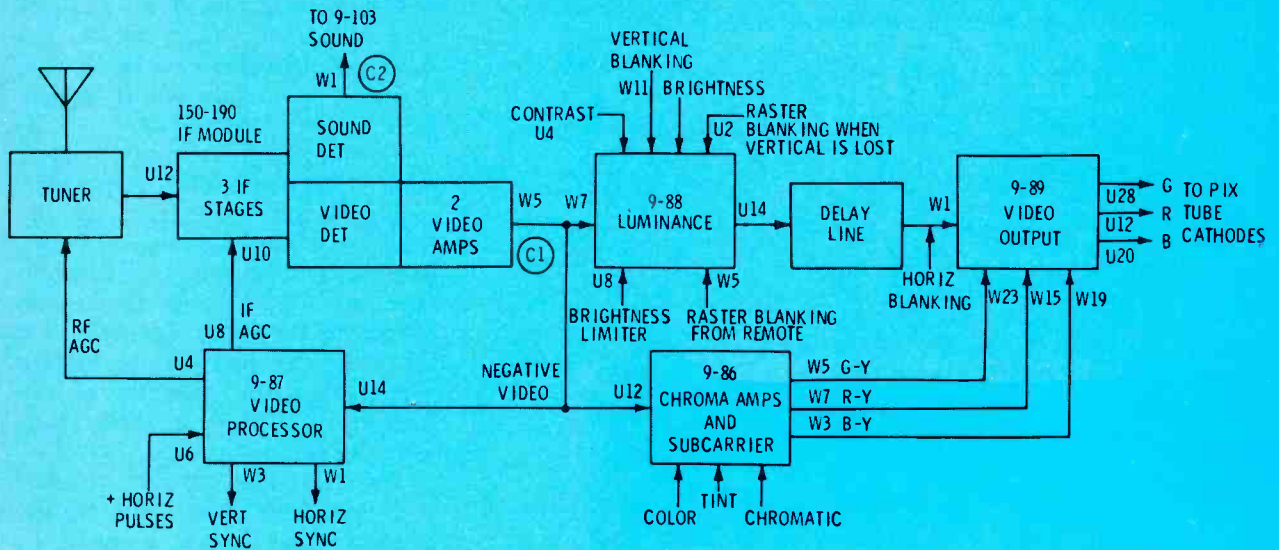 TO 9-103
SOUND
W1
C2
150-190
IF MODULE
TUNER
U12
3 IF
STAGES
SOUND
DET
VIDEO
DET
2
VIDEO
AMPS
W5
C1
W7
U10
CONTRAST
U4
VERTICAL
BLANKING
W11
BRIGHTNESS
U2
RASTER
BLANKING WHEN
VERTICAL IS LOST
9-88
LUMINANCE
U14
DELAY
LINE
W1
HORIZ
BLANKING
9-89
VIDEO
OUTPUT
U28
G
U12
R
U20
B
TO PIX
TUBE
CATHODES
U8
BRIGHTNESS
LIMITER
W5
RASTER BLANKING
FROM REMOTE
W23
W15
W19
RF
AGC
U4
U8
IF
AGC
9-87
VIDEO
PROCESSOR
U14
NEGATIVE
VIDEO
U12
9-86
CHROMA AMPS
AND
SUBCARRIER
W5 G-Y
W7 R-Y
W3 B-Y
U6
+ HORIZ
PULSES
W3
VERT
SYNC
W1
HORIZ
SYNC
COLOR
TINT
CHROMATIC